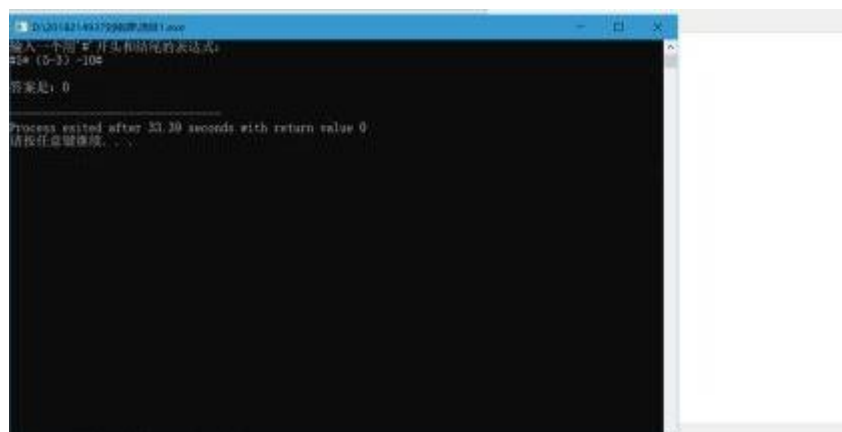 输入一个用'#'开头和结尾的表达式:
#5*（5-3）-10#
答案是: 0
Process exited after 33.39 seconds with return value 0
请按任意键继续. . .